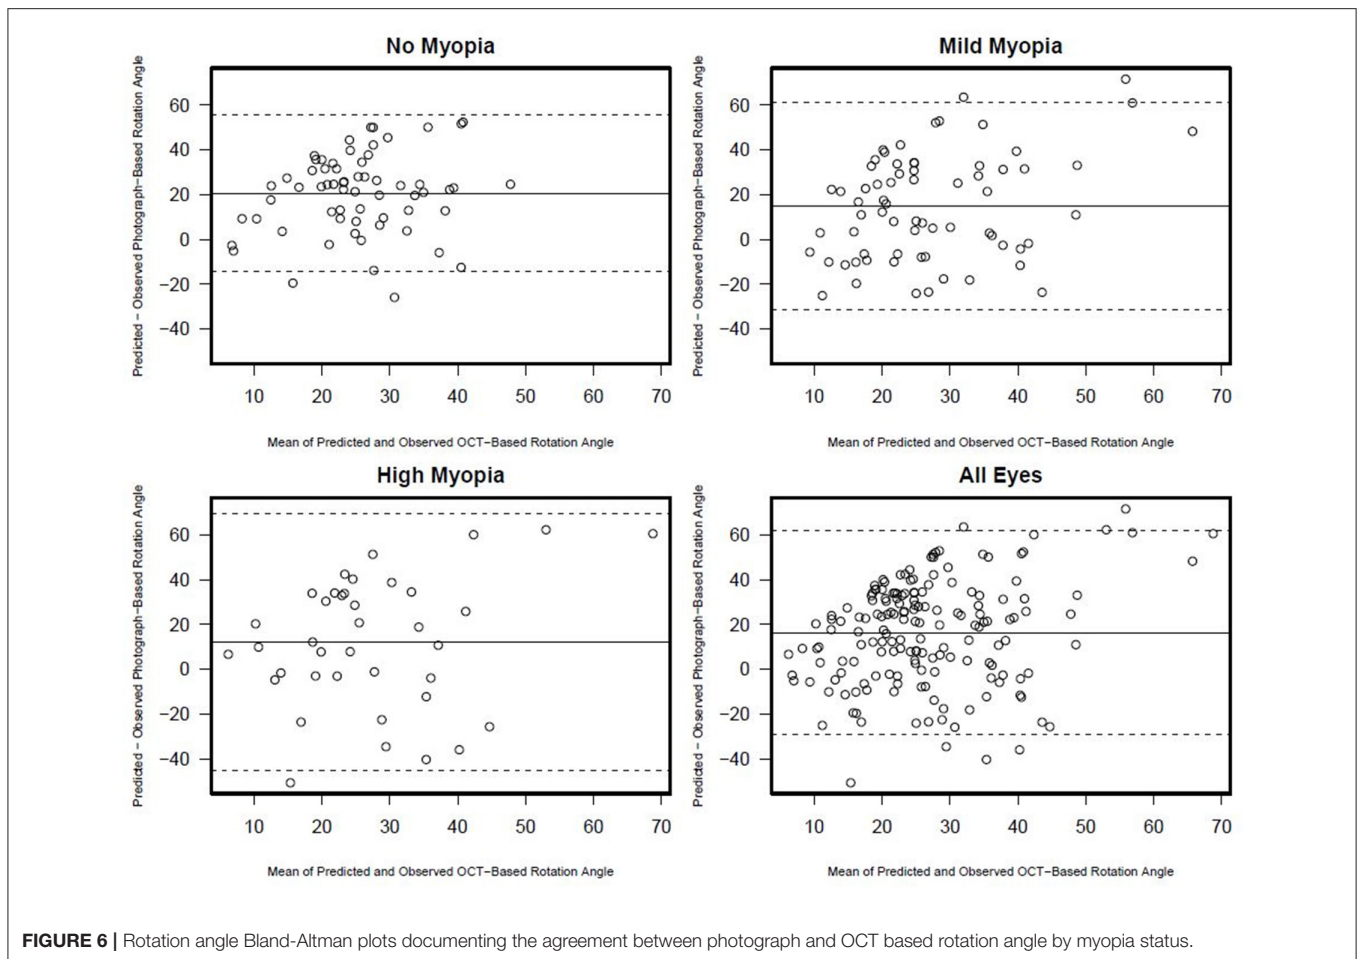 No Myopia
Predicted − Observed Photograph−Based Rotation Angle
60
40
20
0
−20
−40
10 20 30 40 50 60 70
Mean of Predicted and Observed OCT−Based Rotation Angle
Mild Myopia
Predicted − Observed Photograph−Based Rotation Angle
60
40
20
0
−20
−40
10 20 30 40 50 60 70
Mean of Predicted and Observed OCT−Based Rotation Angle
High Myopia
Predicted − Observed Photograph−Based Rotation Angle
60
40
20
0
−20
−40
10 20 30 40 50 60 70
Mean of Predicted and Observed OCT−Based Rotation Angle
All Eyes
Predicted − Observed Photograph−Based Rotation Angle
60
40
20
0
−20
−40
10 20 30 40 50 60 70
Mean of Predicted and Observed OCT−Based Rotation Angle
FIGURE 6 | Rotation angle Bland-Altman plots documenting the agreement between photograph and OCT based rotation angle by myopia status.